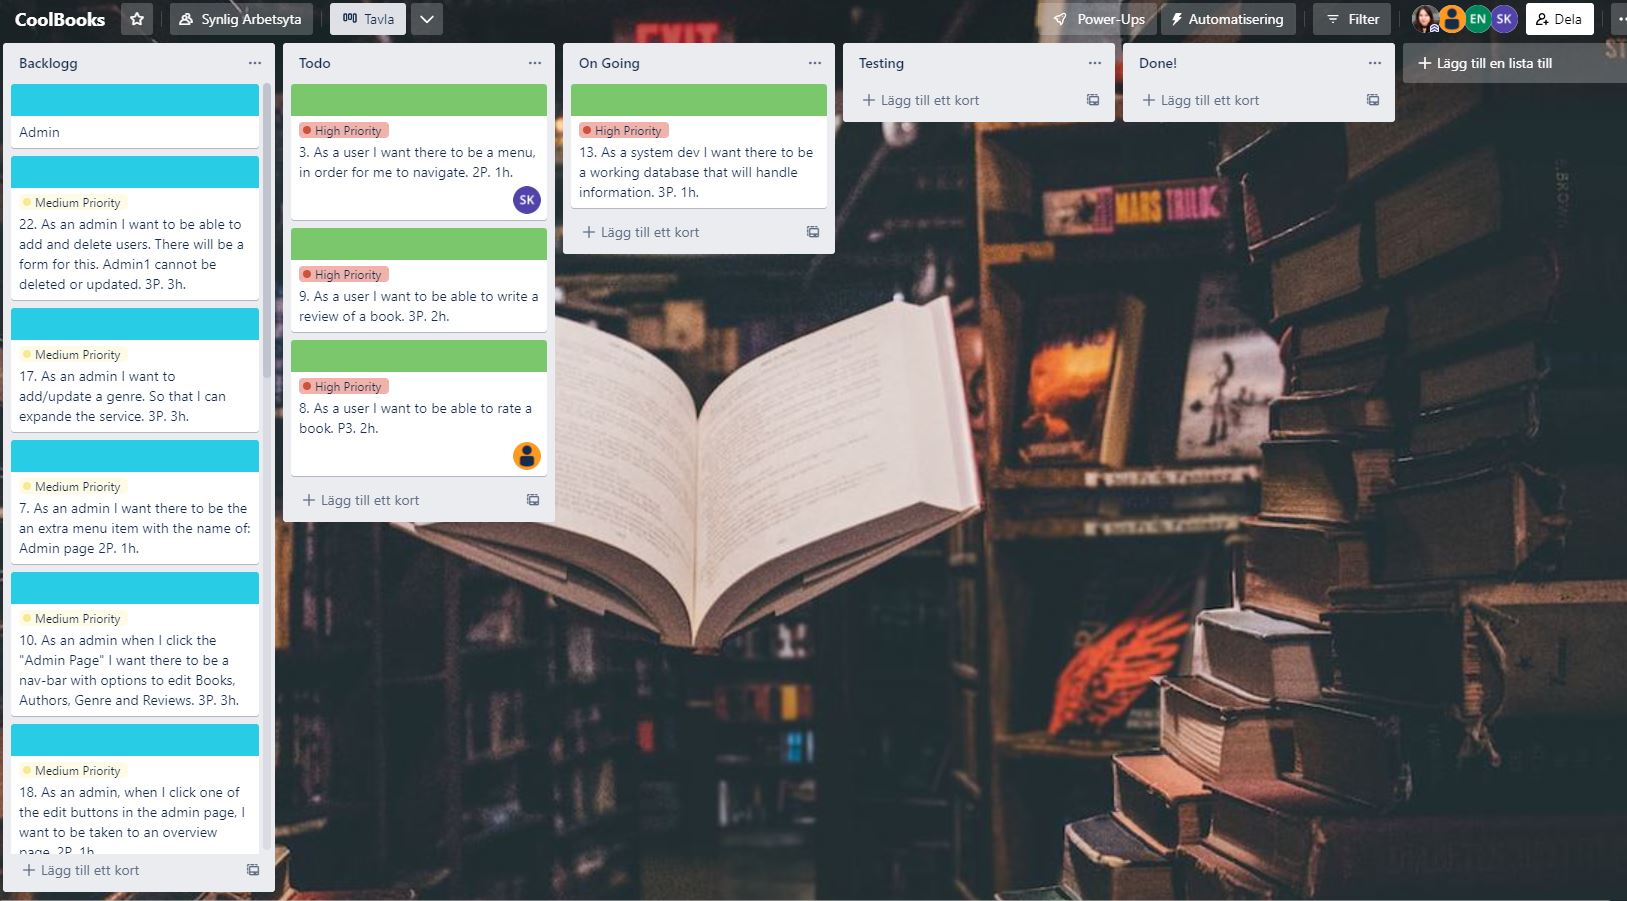 CoolBooks
Synlig Arbetsyta
Tavla
Power-Ups
Automatisering
Filter
EN
SK
Dela
Backlogg
Admin
Medium Priority
22. As an admin I want to be able to
add and delete users. There will be a
form for this. Admin1 cannot be
deleted or updated. 3P. 3h.
Medium Priority
17. As an admin I want to
add/update a genre. So that I can
expande the service. 3P. 3h.
Medium Priority
7. As an admin I want there to be the
an extra menu item with the name of:
Admin page 2P. 1h.
Medium Priority
10. As an admin when I click the
"Admin Page" I want there to be a
nav-bar with options to edit Books,
Authors, Genre and Reviews. 3P. 3h.
Medium Priority
18. As an admin, when I click one of
the edit buttons in the admin page, I
want to be taken to an overview
page. 2P. 1h.
Lägg till ett kort
Todo
High Priority
3. As a user I want there to be a menu,
in order for me to navigate. 2P. 1h.
SK
High Priority
9. As a user I want to be able to write a
review of a book. 3P. 2h.
High Priority
8. As a user I want to be able to rate a
book. P3. 2h.
Lägg till ett kort
On Going
High Priority
13. As a system dev I want there to be
a working database that will handle
information. 3P. 1h.
Lägg till ett kort
Testing
Lägg till ett kort
Done!
Lägg till ett kort
Lägg till en lista till
EXIT
MARS